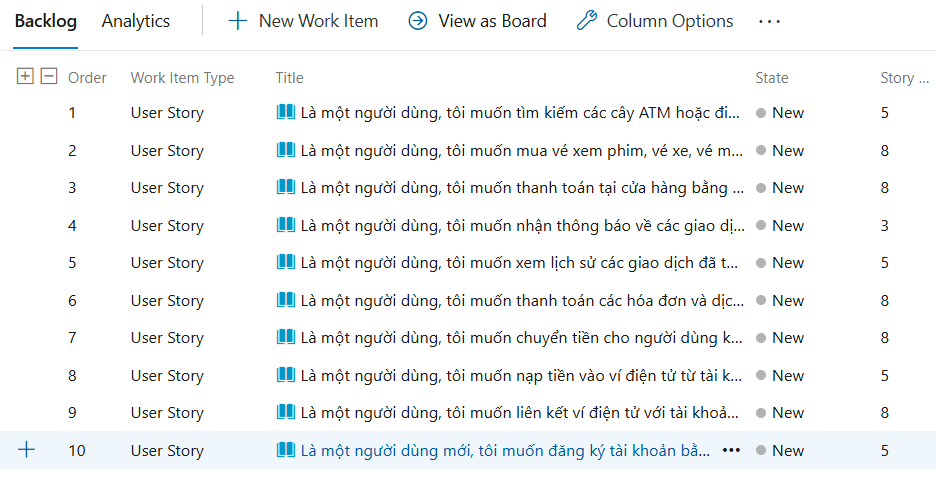 Backlog Analytics New Work Item View as Board Column Options ...
Order Work Item Type Title State Story ...
1 User Story Là một người dùng, tôi muốn tìm kiếm các cây ATM hoặc đi... New 5
2 User Story Là một người dùng, tôi muốn mua vé xem phim, vé xe, vé m... New 8
3 User Story Là một người dùng, tôi muốn thanh toán tại cửa hàng bằng ... New 8
4 User Story Là một người dùng, tôi muốn nhận thông báo về các giao dị... New 3
5 User Story Là một người dùng, tôi muốn xem lịch sử các giao dịch đã t... New 5
6 User Story Là một người dùng, tôi muốn thanh toán các hóa đơn và dịc... New 8
7 User Story Là một người dùng, tôi muốn chuyển tiền cho người dùng k... New 8
8 User Story Là một người dùng, tôi muốn nạp tiền vào ví điện tử từ tài k... New 5
9 User Story Là một người dùng, tôi muốn liên kết ví điện tử với tài khoả... New 8
10 User Story Là một người dùng mới, tôi muốn đăng ký tài khoản bằ... ... New 5